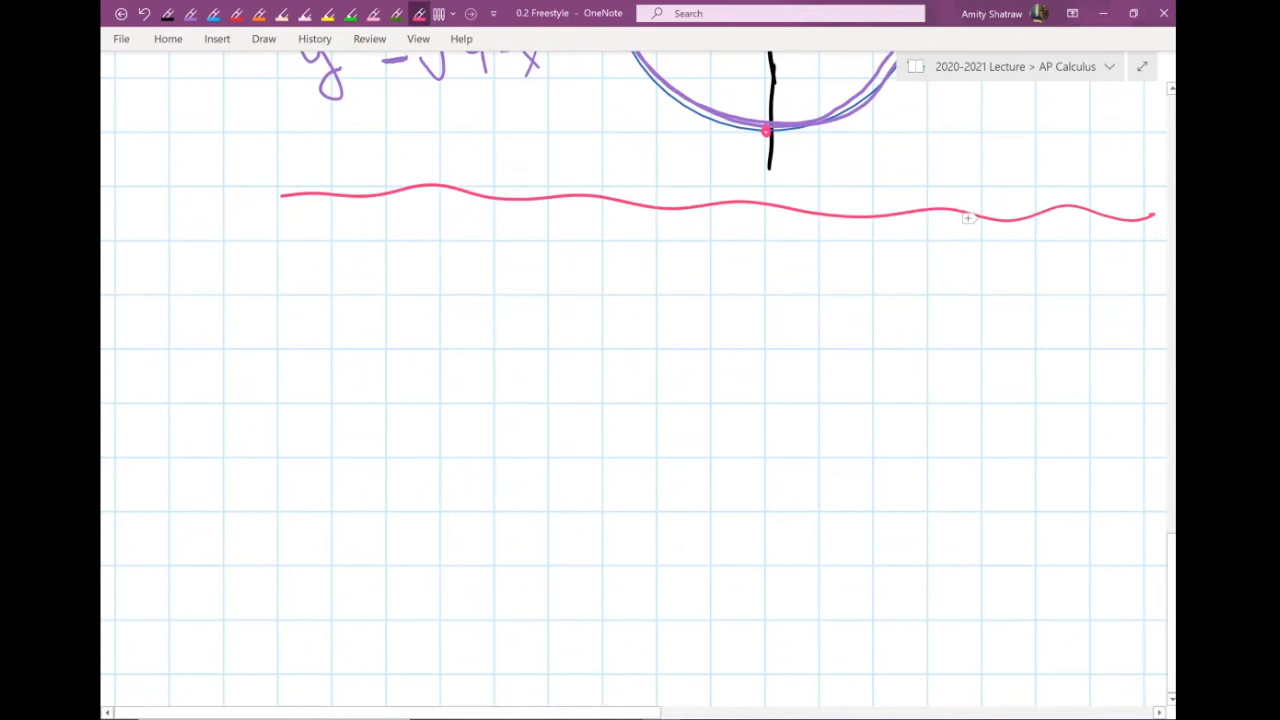 0.2 Freestyle - OneNote
Search
Amity Shatraw
File Home Insert Draw History Review View Help
2020-2021 Lecture > AP Calculus
y -√4-x